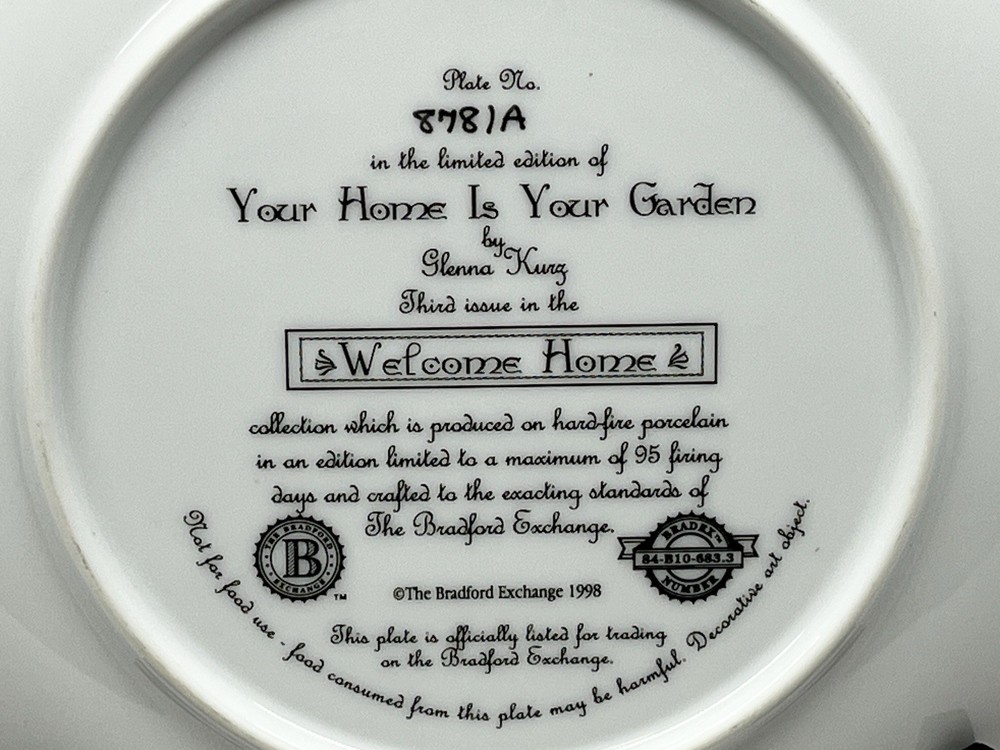 Plate No.
8781A
in the limited edition of
Your Home Is Your Garden
by
Glenna Kurz
Third issue in the
Welcome Home
collection which is produced on hard-fire porcelain
in an edition limited to a maximum of 95 firing
days and crafted to the exacting standards of
The Bradford Exchange.
THE BRADFORD
B
EXCHANGE
TM
BRADEX™
84-B10-683.3
NUMBER
©The Bradford Exchange 1998
This plate is officially listed for trading
on the Bradford Exchange.
Not for food use - food consumed from this plate may be harmful. Decorative art object.